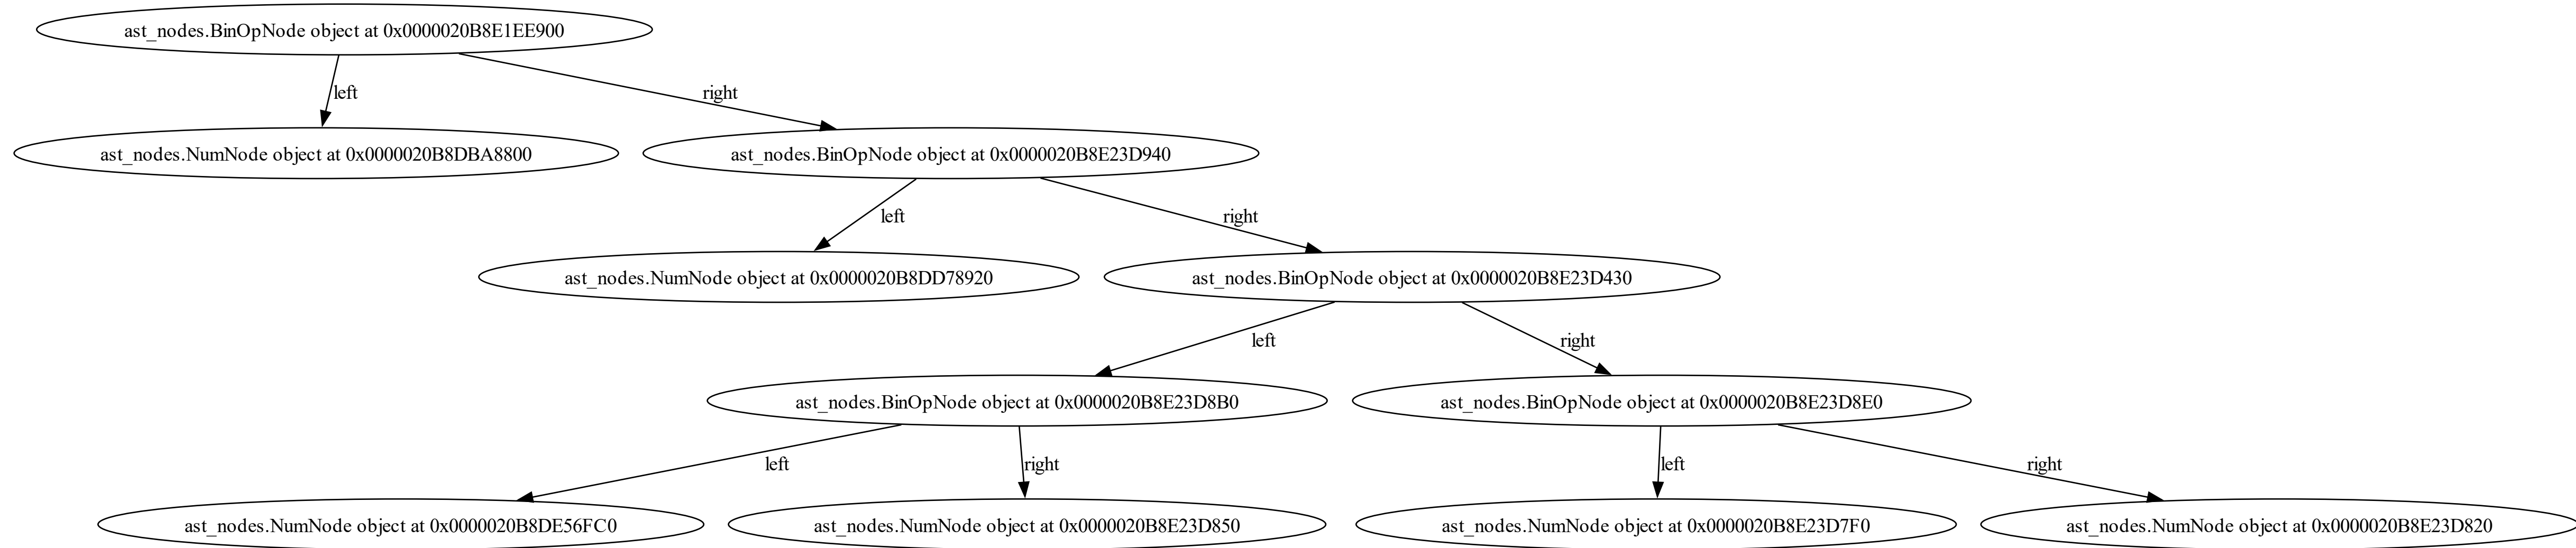 ast_nodes.BinOpNode object at 0x0000020B8E1EE900
left
right
ast_nodes.NumNode object at 0x0000020B8DBA8800
ast_nodes.BinOpNode object at 0x0000020B8E23D940
left
right
ast_nodes.NumNode object at 0x0000020B8DD78920
ast_nodes.BinOpNode object at 0x0000020B8E23D430
left
right
ast_nodes.BinOpNode object at 0x0000020B8E23D8B0
ast_nodes.BinOpNode object at 0x0000020B8E23D8E0
left
right
left
right
ast_nodes.NumNode object at 0x0000020B8DE56FC0
ast_nodes.NumNode object at 0x0000020B8E23D850
ast_nodes.NumNode object at 0x0000020B8E23D7F0
ast_nodes.NumNode object at 0x0000020B8E23D820